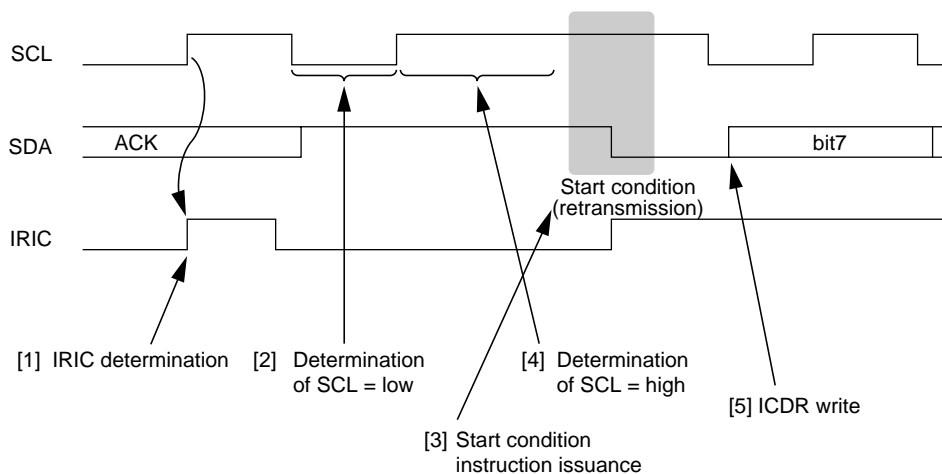 SCL
SDA
ACK
bit7
Start condition
(retransmission)
IRIC
[1] IRIC determination
[2] Determination
of SCL = low
[4] Determination
of SCL = high
[5] ICDR write
[3] Start condition
instruction issuance